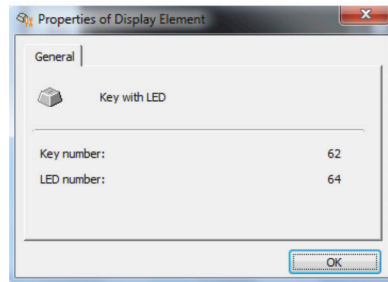 Properties of Display Element
General
Key with LED
Key number: 62
LED number: 64
OK